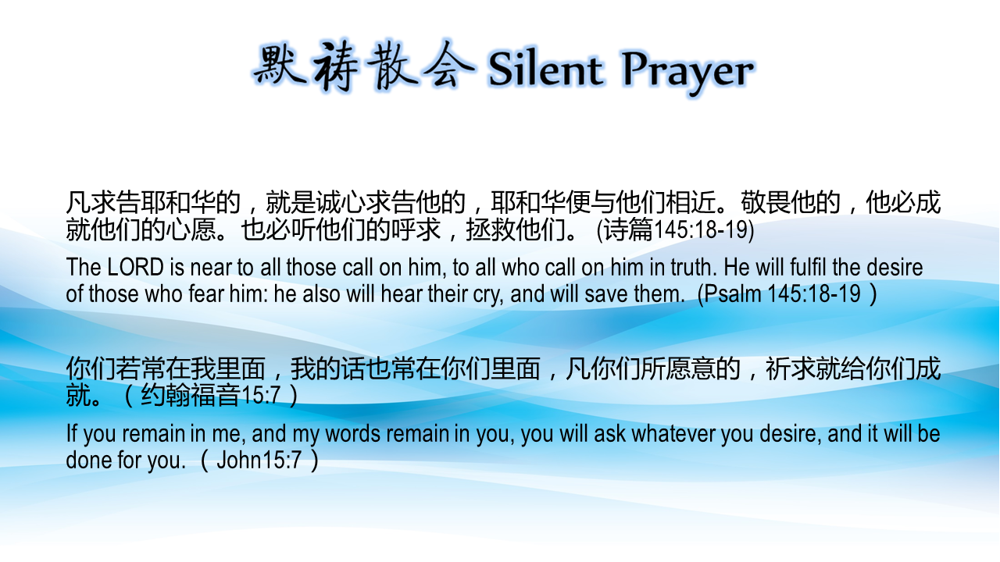 默祷散会 Silent Prayer
凡求告耶和华的，就是诚心求告他的，耶和华便与他们相近。敬畏他的，他必成
就他们的心愿。也必听他们的呼求，拯救他们。 (诗篇145:18-19)
The LORD is near to all those call on him, to all who call on him in truth. He will fulfil the desire
of those who fear him: he also will hear their cry, and will save them.  (Psalm 145:18-19）
你们若常在我里面，我的话也常在你们里面，凡你们所愿意的，祈求就给你们成
就。（约翰福音15:7）
If you remain in me, and my words remain in you, you will ask whatever you desire, and it will be
done for you. （John15:7）